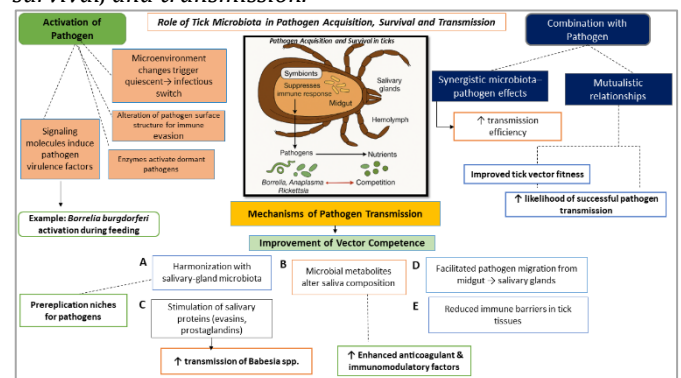 survival, and transmission.
Activation of
Pathogen
Role of Tick Microbiota in Pathogen Acquisition, Survival and Transmission
Combination with
Pathogen
Microenvironment
changes trigger
quiescent → infectious
switch
Signaling
molecules induce
pathogen
virulence factors
Alteration of pathogen surface
structure for immune
evasion
Enzymes activate dormant
pathogens
Example: Borrelia burgdorferi
activation during feeding
Pathogen Acquisition and Survival in ticks
Symbionts
Suppresses
immune response
Midgut
Salivary
glands
Hemolymph
Pathogens
Nutrients
Borrelia, Anaplasma
Rickettsia
Competition
Synergistic microbiota–
pathogen effects
Mutualistic
relationships
↑ transmission
efficiency
Improved tick vector fitness
↑ likelihood of successful pathogen
transmission
Mechanisms of Pathogen Transmission
Improvement of Vector Competence
A
Harmonization with
salivary-gland microbiota
B
Microbial metabolites
alter saliva composition
D
Facilitated pathogen migration from
midgut → salivary glands
Prereplication niches
for pathogens
C
Stimulation of salivary
proteins (evasins,
prostaglandins)
E
Reduced immune barriers in tick
tissues
↑ transmission of Babesia spp.
↑ Enhanced anticoagulant &
immunomodulatory factors